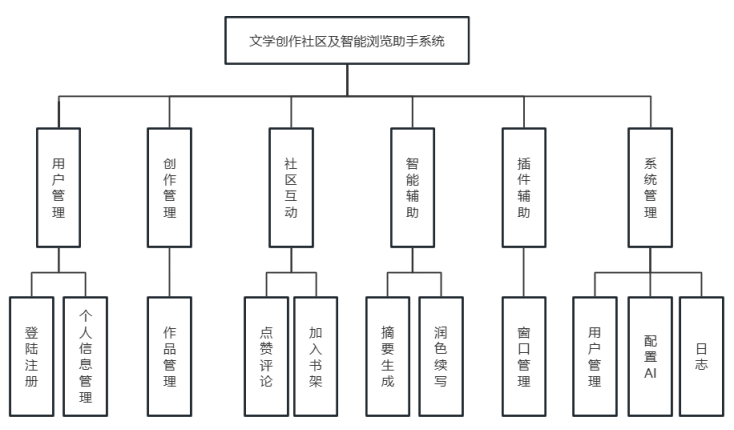 文学创作社区及智能浏览助手系统
用户管理
创作管理
社区互动
智能辅助
插件辅助
系统管理
登陆注册
个人信息管理
作品管理
点赞评论
加入书架
摘要生成
润色续写
窗口管理
用户管理
配置AI
日志